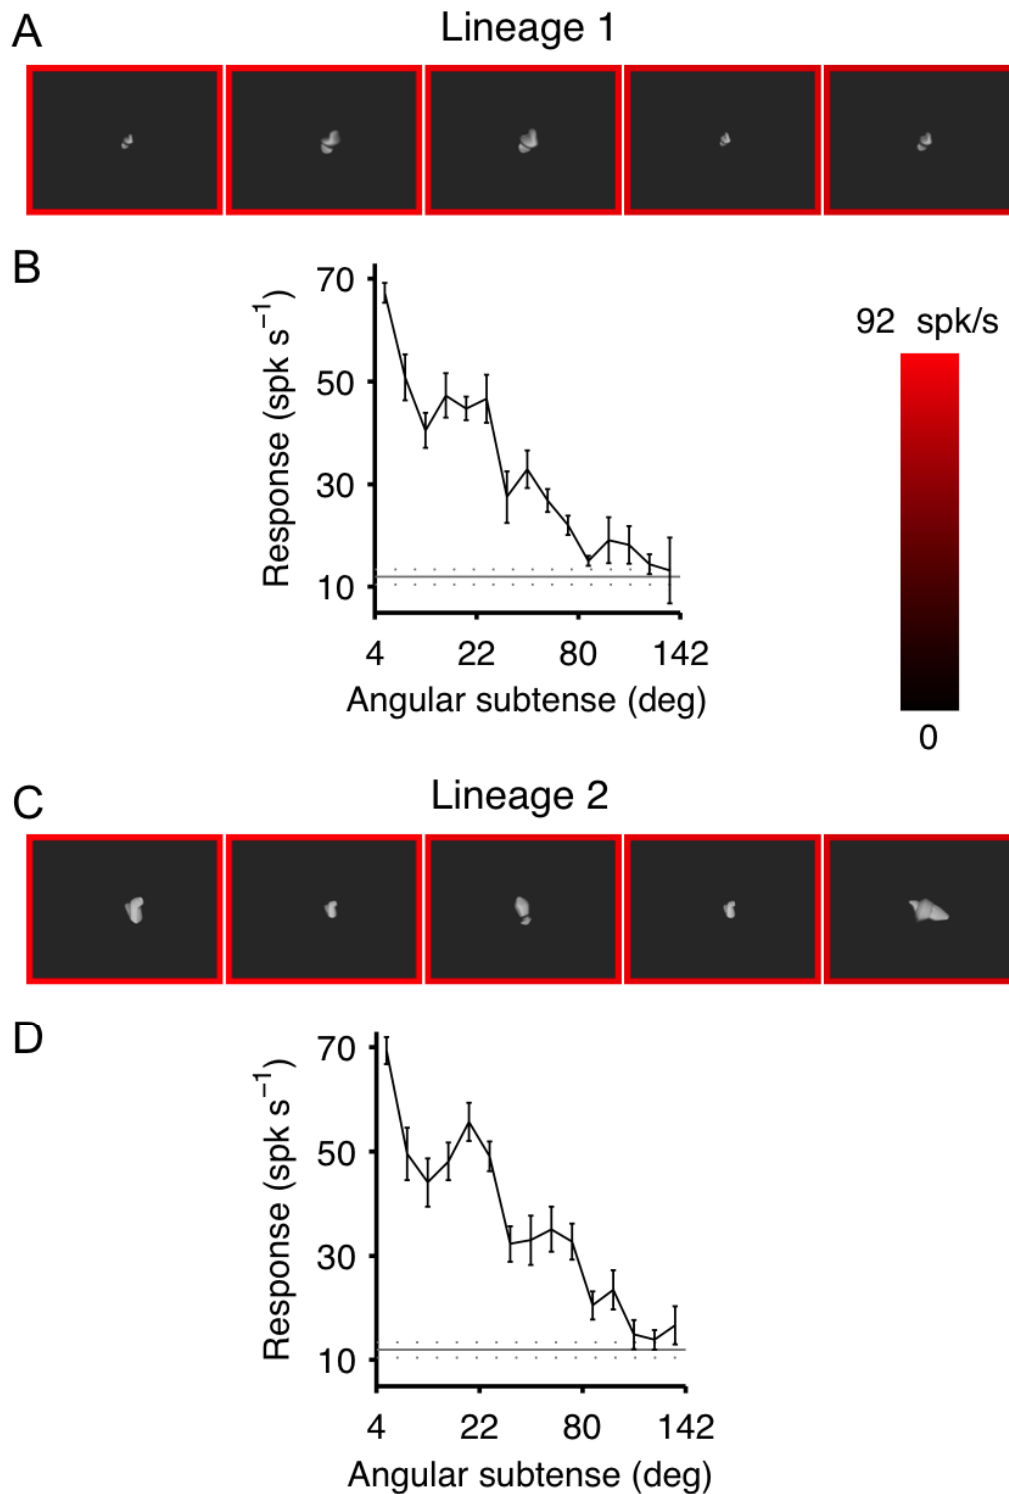 A
Lineage 1
B
70
50
30
10
Response (spk s⁻¹)
4 22 80 142
Angular subtense (deg)
92 spk/s
0
C
Lineage 2
D
70
50
30
10
Response (spk s⁻¹)
4 22 80 142
Angular subtense (deg)